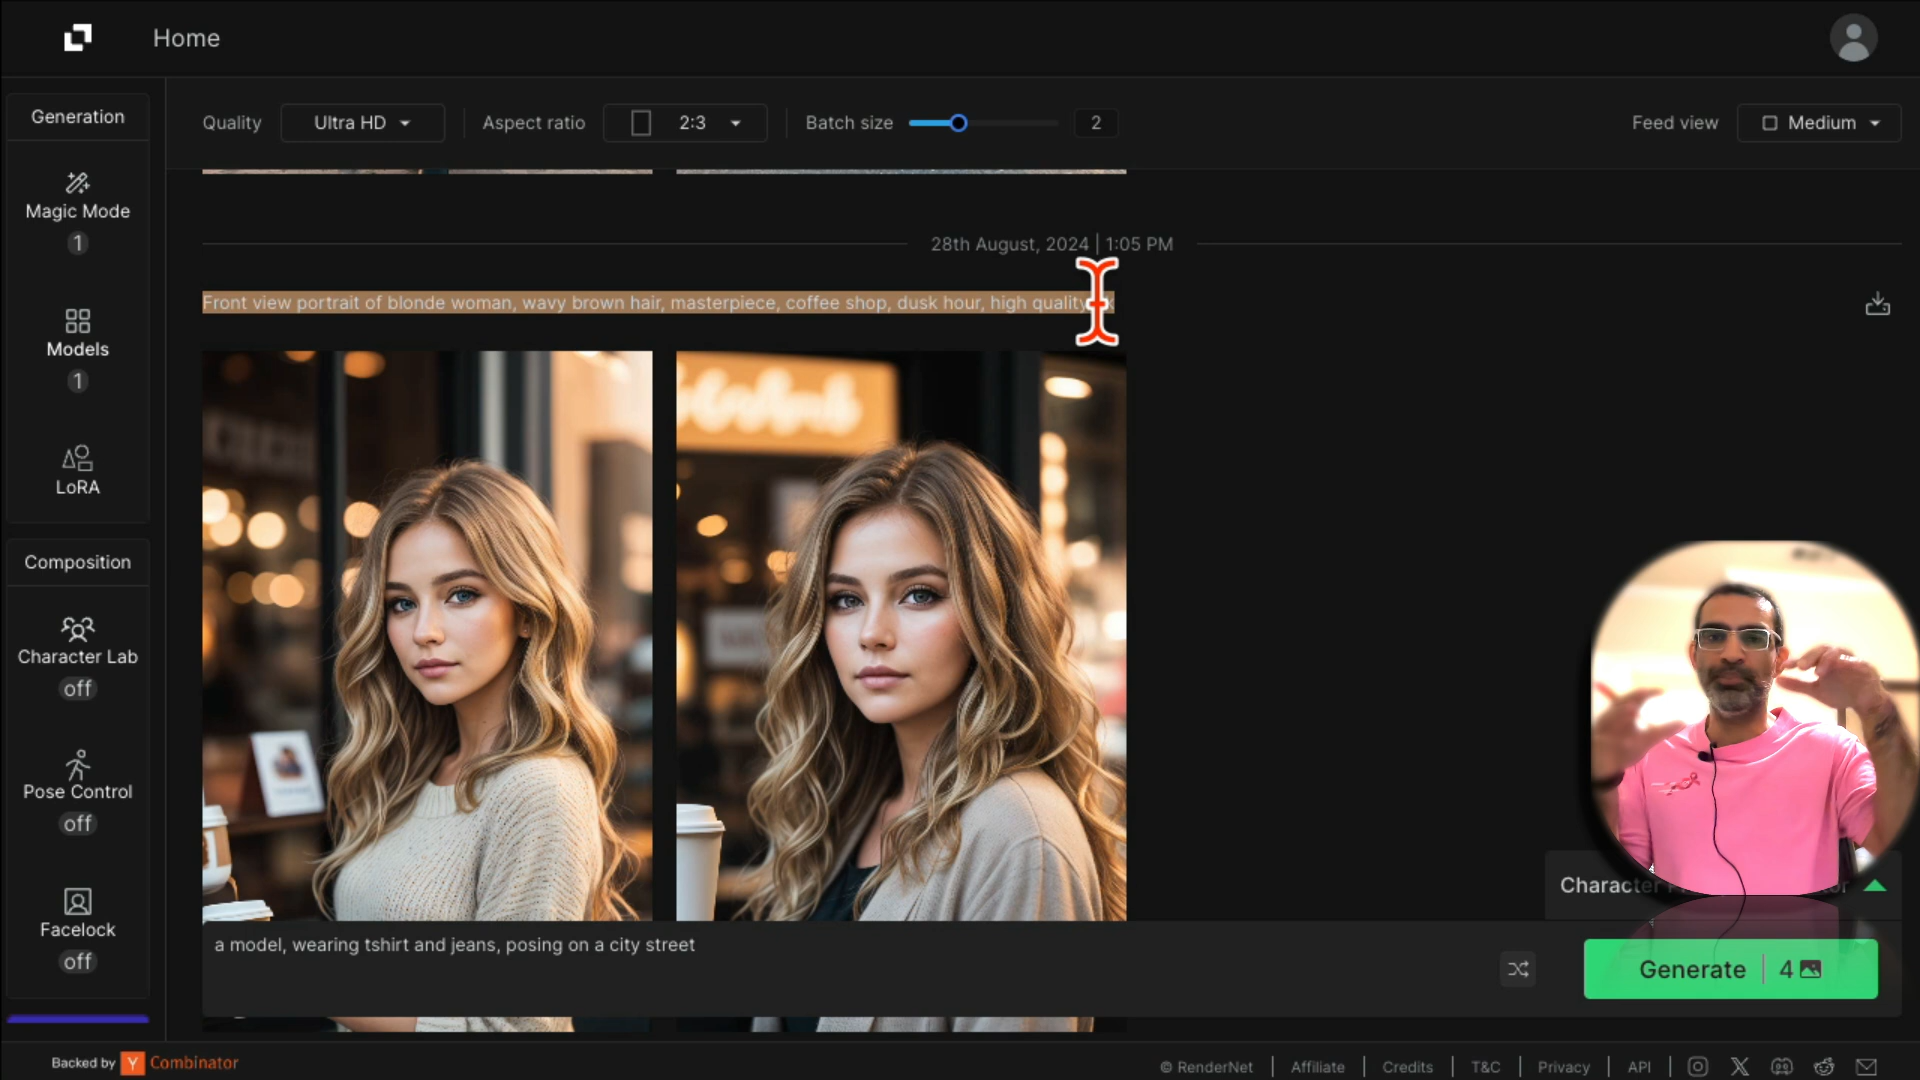 Home
Generation
Quality
Ultra HD
Aspect ratio
2:3
Batch size
2
Feed view
Medium
Magic Mode
1
28th August, 2024 | 1:05 PM
Front view portrait of blonde woman, wavy brown hair, masterpiece, coffee shop, dusk hour, high quality
Models
1
LoRA
Composition
Character Lab
off
Pose Control
off
Facelock
off
a model, wearing tshirt and jeans, posing on a city street
Generate | 4
Backed by Y Combinator
© RenderNet | Affiliate | Credits | T&C | Privacy | API